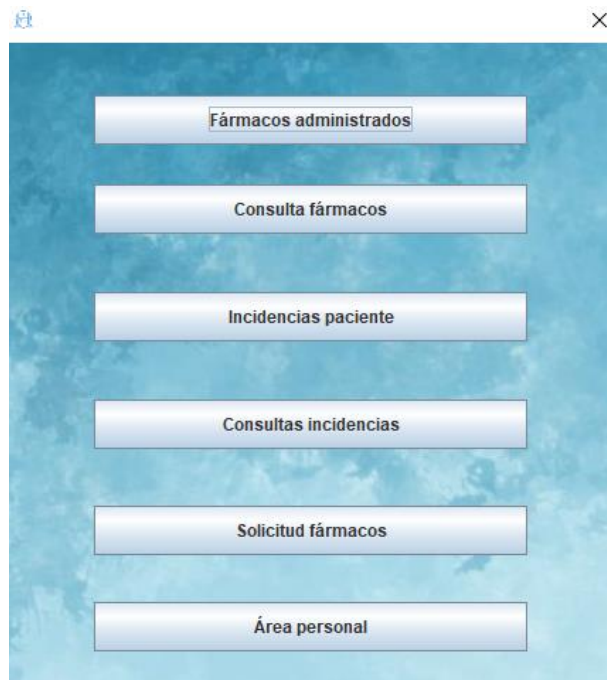 Fármacos administrados
Consulta fármacos
Incidencias paciente
Consultas incidencias
Solicitud fármacos
Área personal